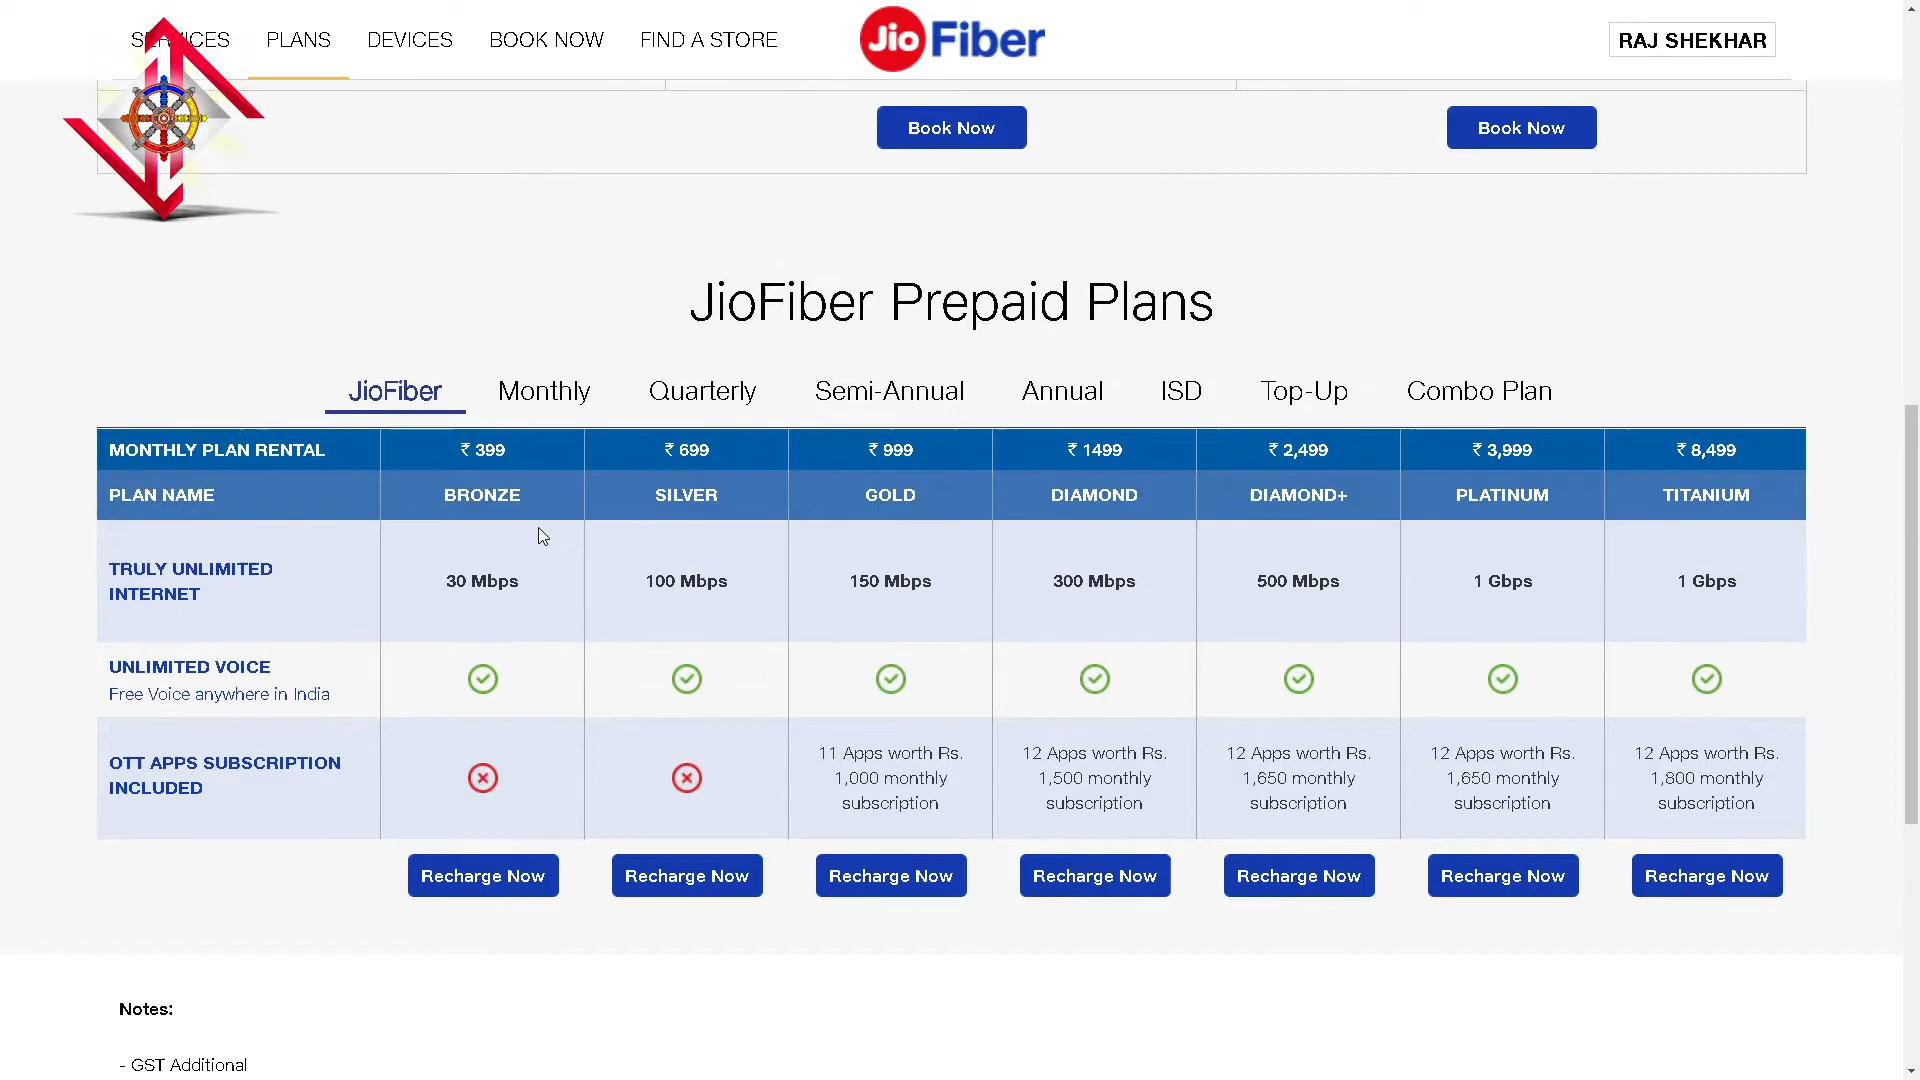 SERVICES PLANS DEVICES BOOK NOW FIND A STORE Jio Fiber RAJ SHEKHAR
Book Now Book Now
JioFiber Prepaid Plans
JioFiber Monthly Quarterly Semi-Annual Annual ISD Top-Up Combo Plan
MONTHLY PLAN RENTAL ₹ 399 ₹ 699 ₹ 999 ₹ 1499 ₹ 2,499 ₹ 3,999 ₹ 8,499
PLAN NAME BRONZE SILVER GOLD DIAMOND DIAMOND+ PLATINUM TITANIUM
TRULY UNLIMITED
INTERNET
30 Mbps 100 Mbps 150 Mbps 300 Mbps 500 Mbps 1 Gbps 1 Gbps
UNLIMITED VOICE
Free Voice anywhere in India
OTT APPS SUBSCRIPTION
INCLUDED
11 Apps worth Rs. 12 Apps worth Rs. 12 Apps worth Rs. 12 Apps worth Rs. 12 Apps worth Rs.
1,000 monthly 1,500 monthly 1,650 monthly 1,650 monthly 1,800 monthly
subscription subscription subscription subscription subscription
Recharge Now Recharge Now Recharge Now Recharge Now Recharge Now Recharge Now Recharge Now
Notes:
- GST Additional